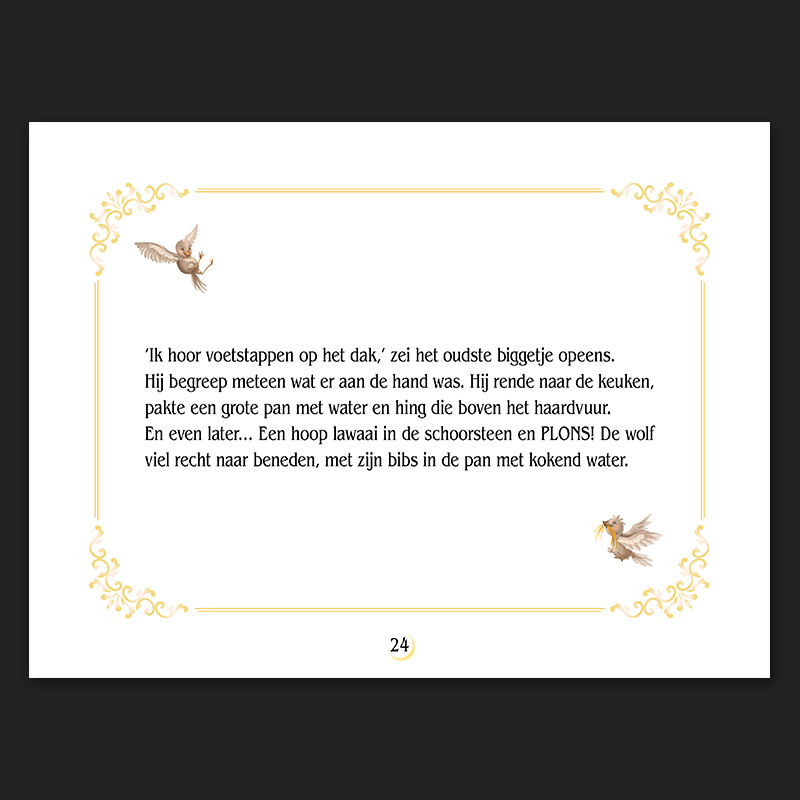 ‘Ik hoor voetstappen op het dak,‘ zei het oudste biggetje opeens.
Hij begreep meteen wat er aan de hand was. Hij rende naar de keuken,
pakte een grote pan met water en hing die boven het haardvuur.
En even later... Een hoop lawaai in de schoorsteen en PLONS! De wolf
viel recht naar beneden, met zijn bibs in de pan met kokend water.
24